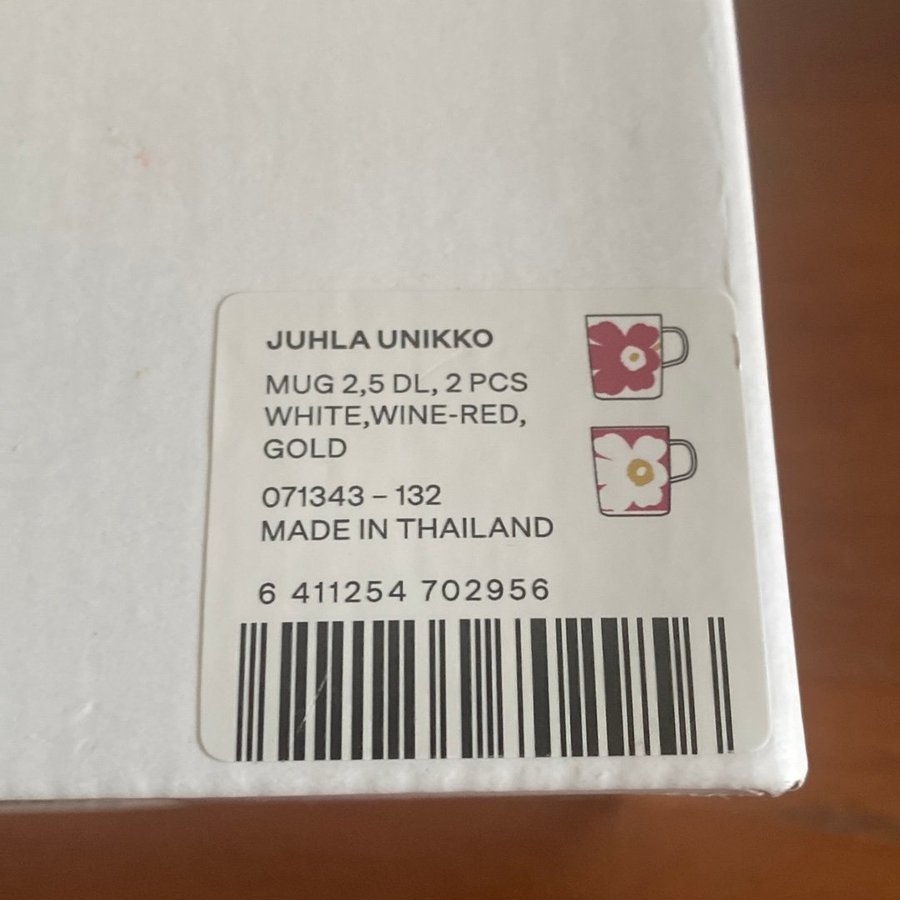 JUHLA UNIKKO
MUG 2,5 DL, 2 PCS
WHITE,WINE-RED,
GOLD
071343 – 132
MADE IN THAILAND
6 411254 702956